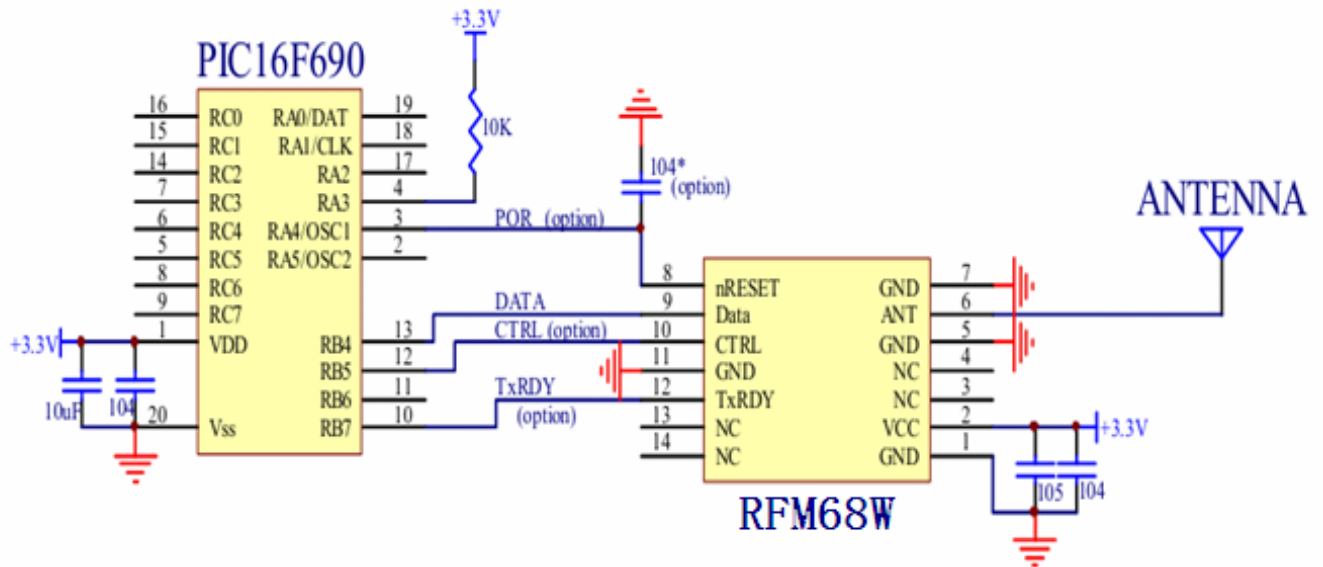 +3.3V
PIC16F690
16 RC0 RA0/DAT 19
15 RC1 RA1/CLK 18
14 RC2 RA2 17
7 RC3 RA3 4
6 RC4 RA4/OSC1 3
5 RC5 RA5/OSC2 2
8 RC6
9 RC7
1 VDD RB4 13
RB5 12
RB6 11
20 Vss RB7 10
10K
104*
(option)
POR (option)
DATA
CTRL (option)
TxRDY
(option)
+3.3V
10uF
104
ANTENNA
8 nRESET GND 7
9 Data ANT 6
10 CTRL GND 5
11 GND NC 4
12 TxRDY NC 3
13 NC VCC 2
14 NC GND 1
+3.3V
105
104
RFM68W